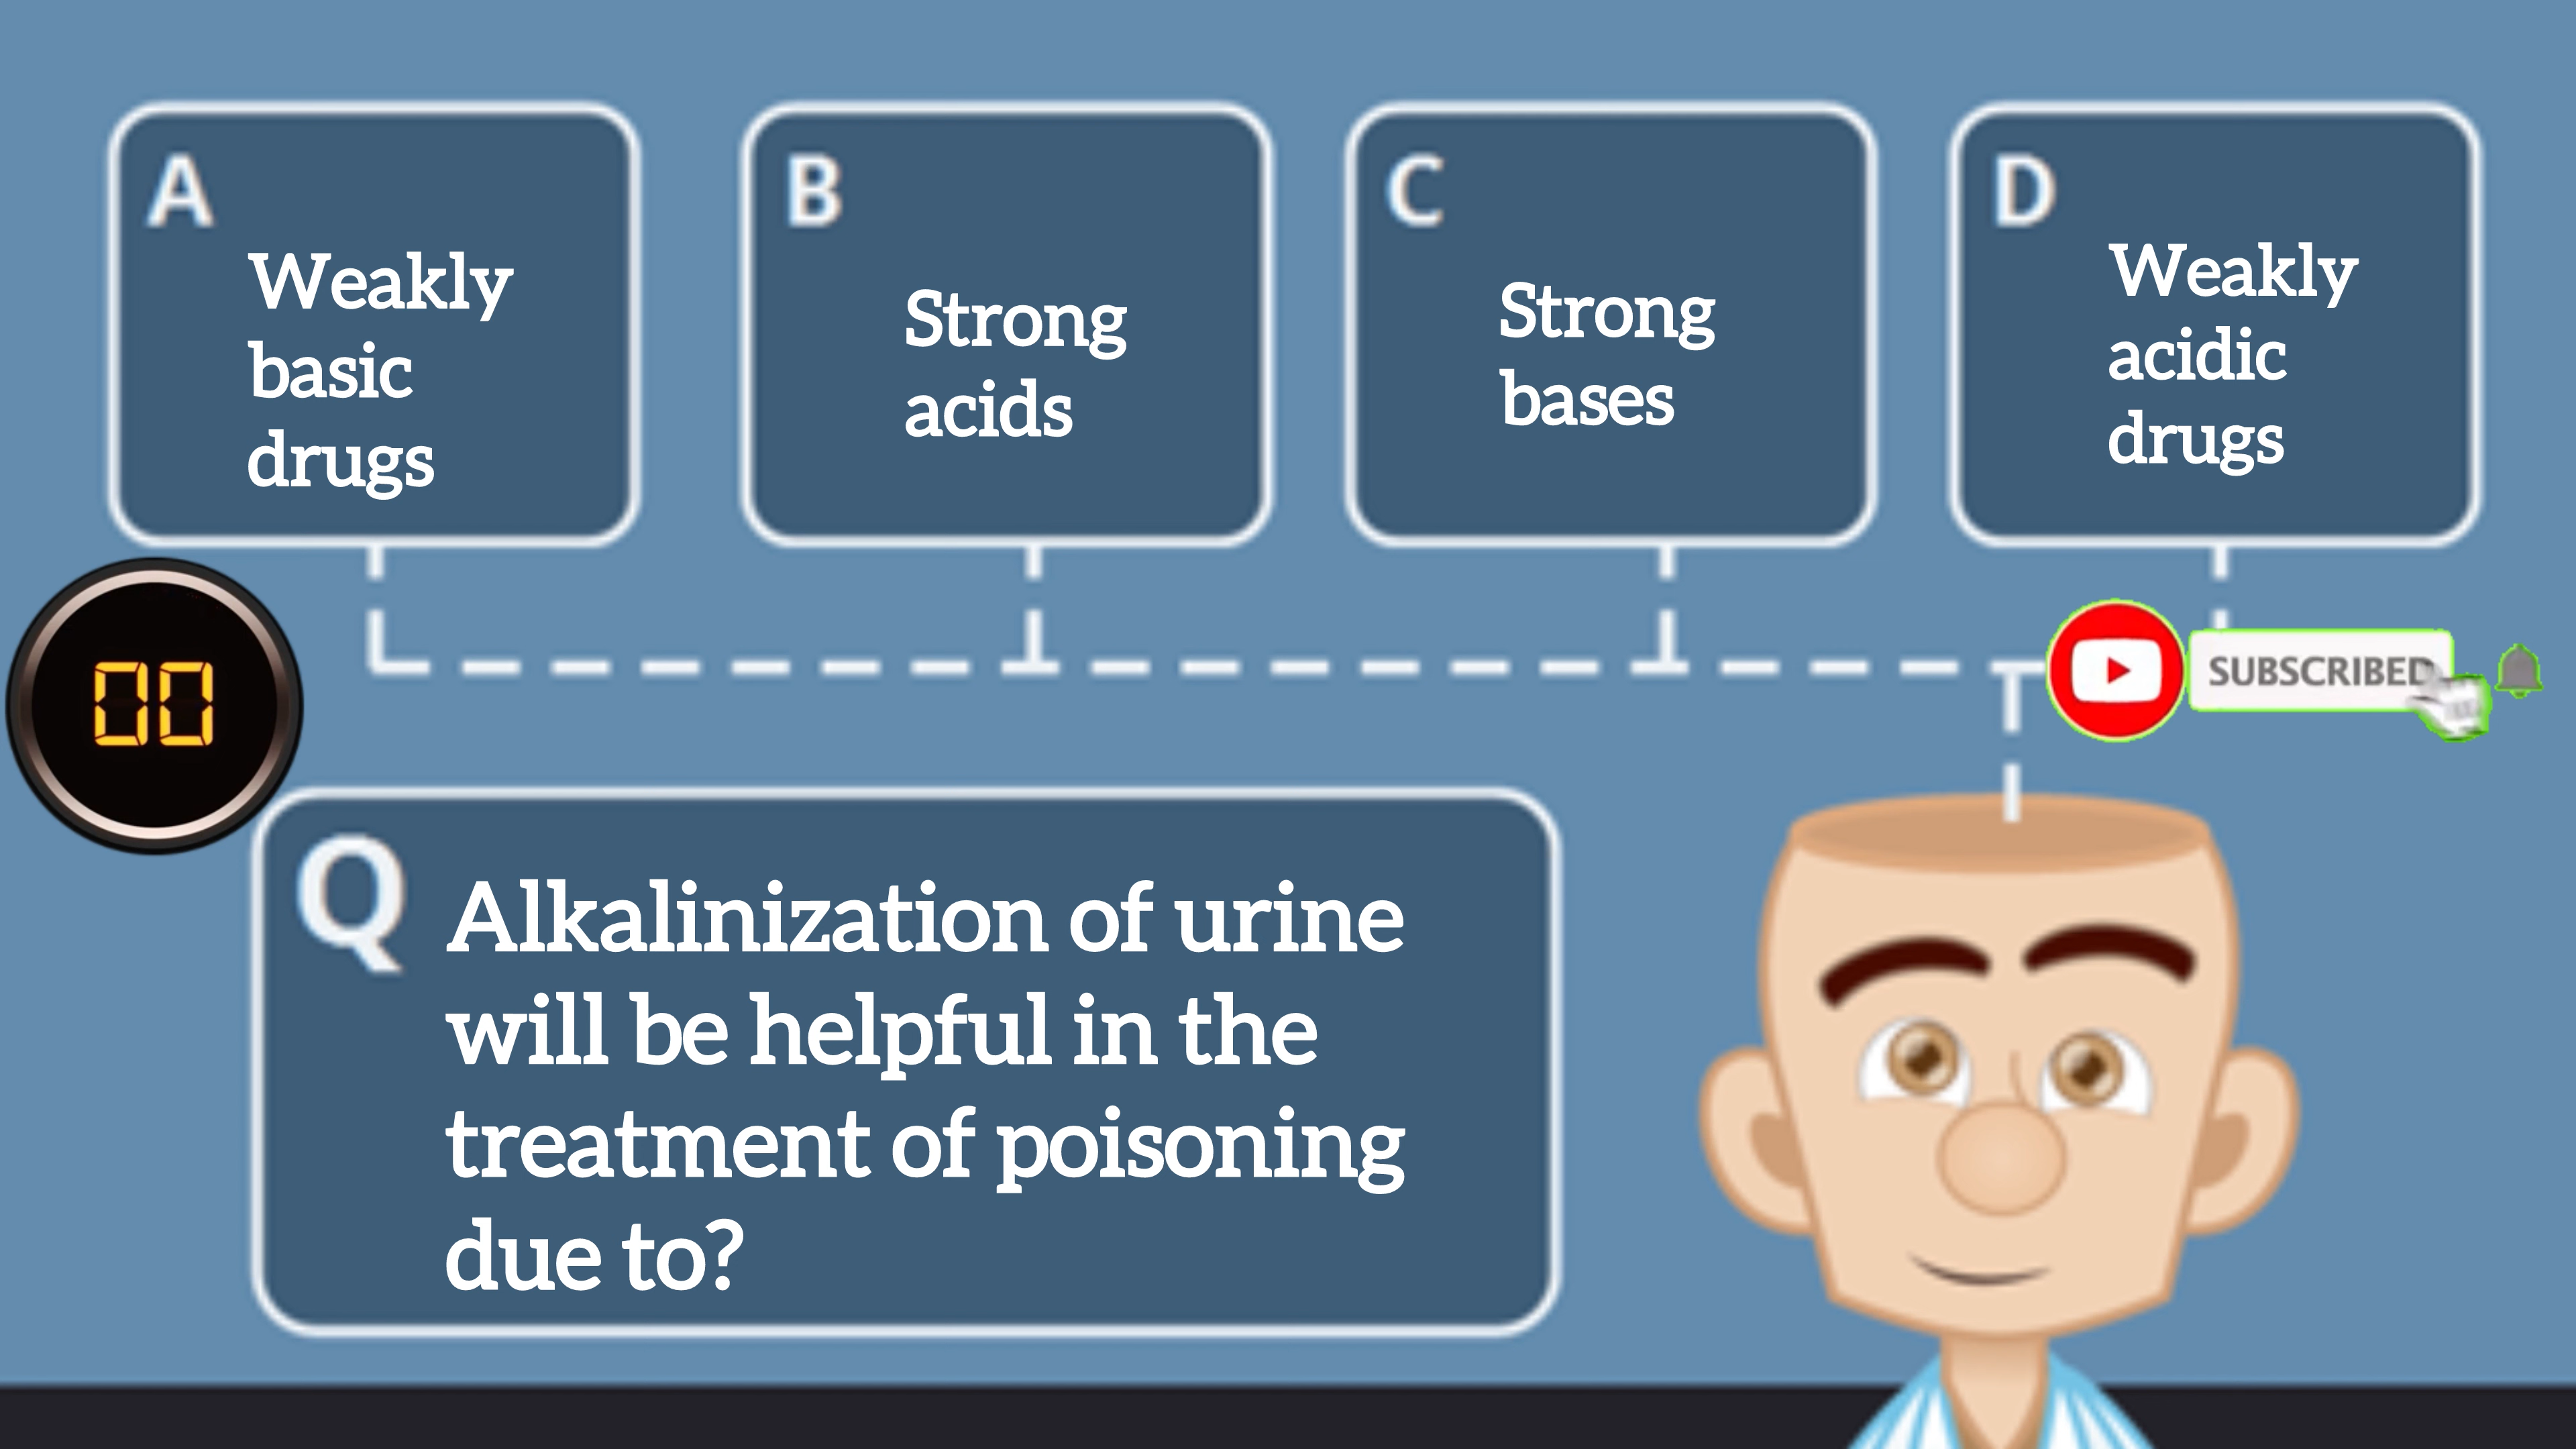 A
Weakly
basic
drugs
B
Strong
acids
C
Strong
bases
D
Weakly
acidic
drugs
00
SUBSCRIBED
Q
Alkalinization of urine
will be helpful in the
treatment of poisoning
due to?